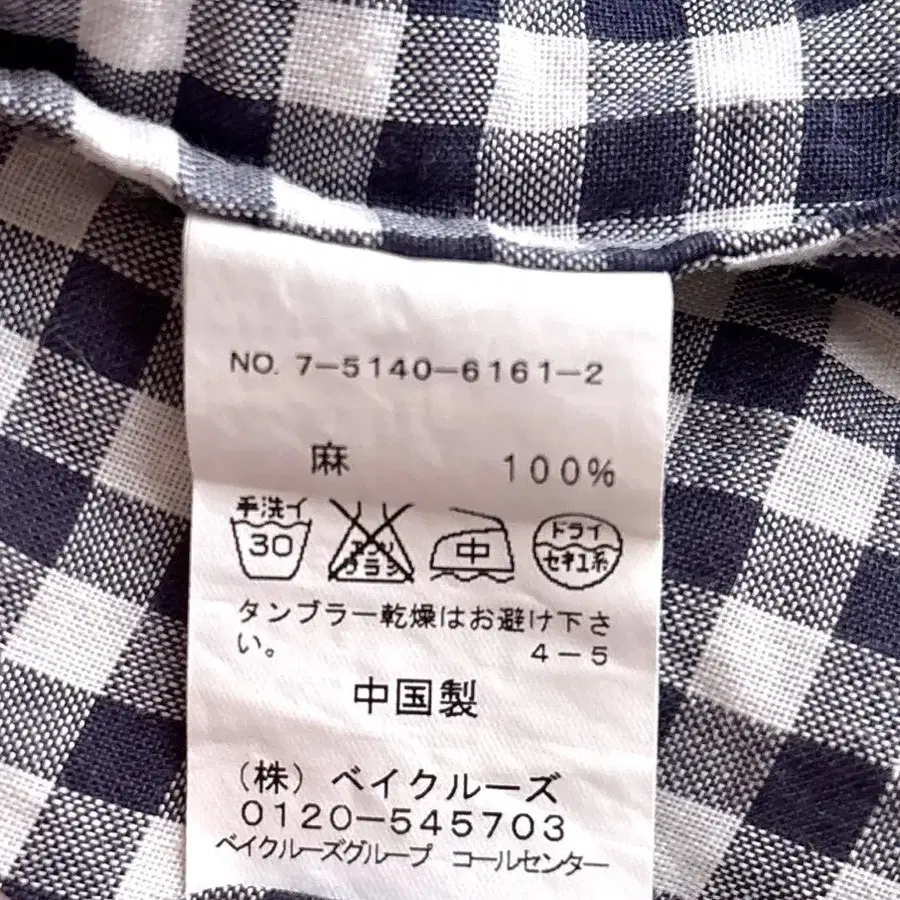 NO. 7-5140-6161-2
麻 100%
手洗イ
30
エンソ
サラシ
中
ドライ
セキユ系
タンブラー乾燥はお避け下さ
い。 4-5
中国製
(株) ベイクルーズ
0120-545703
ベイクルーズグループ コールセンター